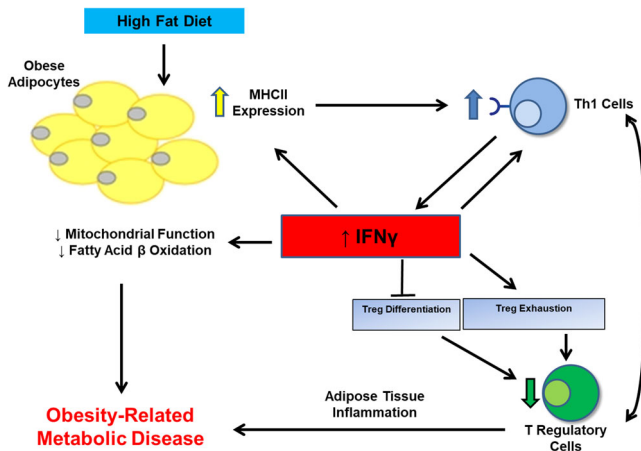 High Fat Diet
Obese
Adipocytes
MHCII
Expression
Th1 Cells
↑ IFNγ
↓ Mitochondrial Function
↓ Fatty Acid β Oxidation
Treg Differentiation
Treg Exhaustion
Adipose Tissue
Inflammation
Obesity-Related
Metabolic Disease
T Regulatory
Cells